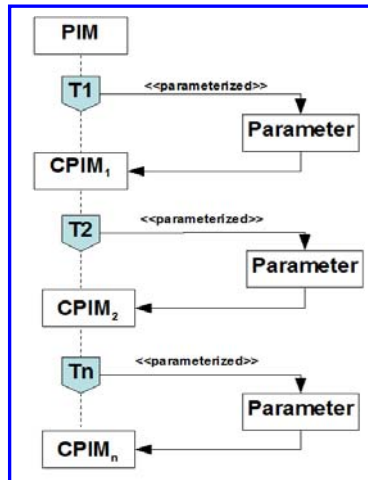 PIM
T1
<<parameterized>>
Parameter
CPIM₁
T2
<<parameterized>>
Parameter
CPIM₂
Tn
<<parameterized>>
Parameter
CPIMₙ